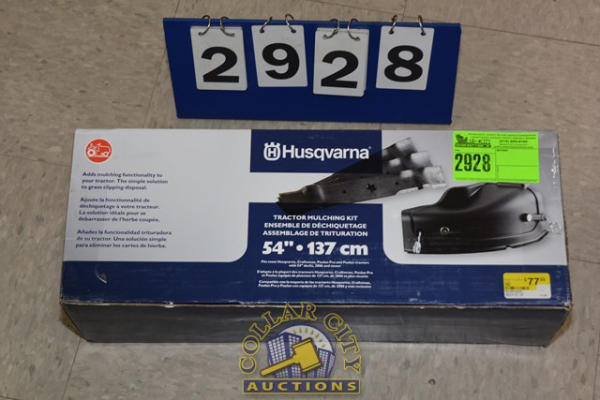 2928
Husqvarna
Adds mulching functionality to
your tractor. The simple solution
to grass clipping disposal.
Ajoute la fonctionnalité de
déchiquetage à votre tracteur.
La solution idéale pour se
débarrasser de l'herbe coupée.
Añades la funcionalidad trituradora
de su tractor. Una solución simple
para eliminar los cartes de hierba.
TRACTOR MULCHING KIT
ENSEMBLE DE DÉCHIQUETAGE
ASSEMBLAGE DE TRITURATION
54" • 137 cm
2928
$77
COLLAR CITY
AUCTIONS